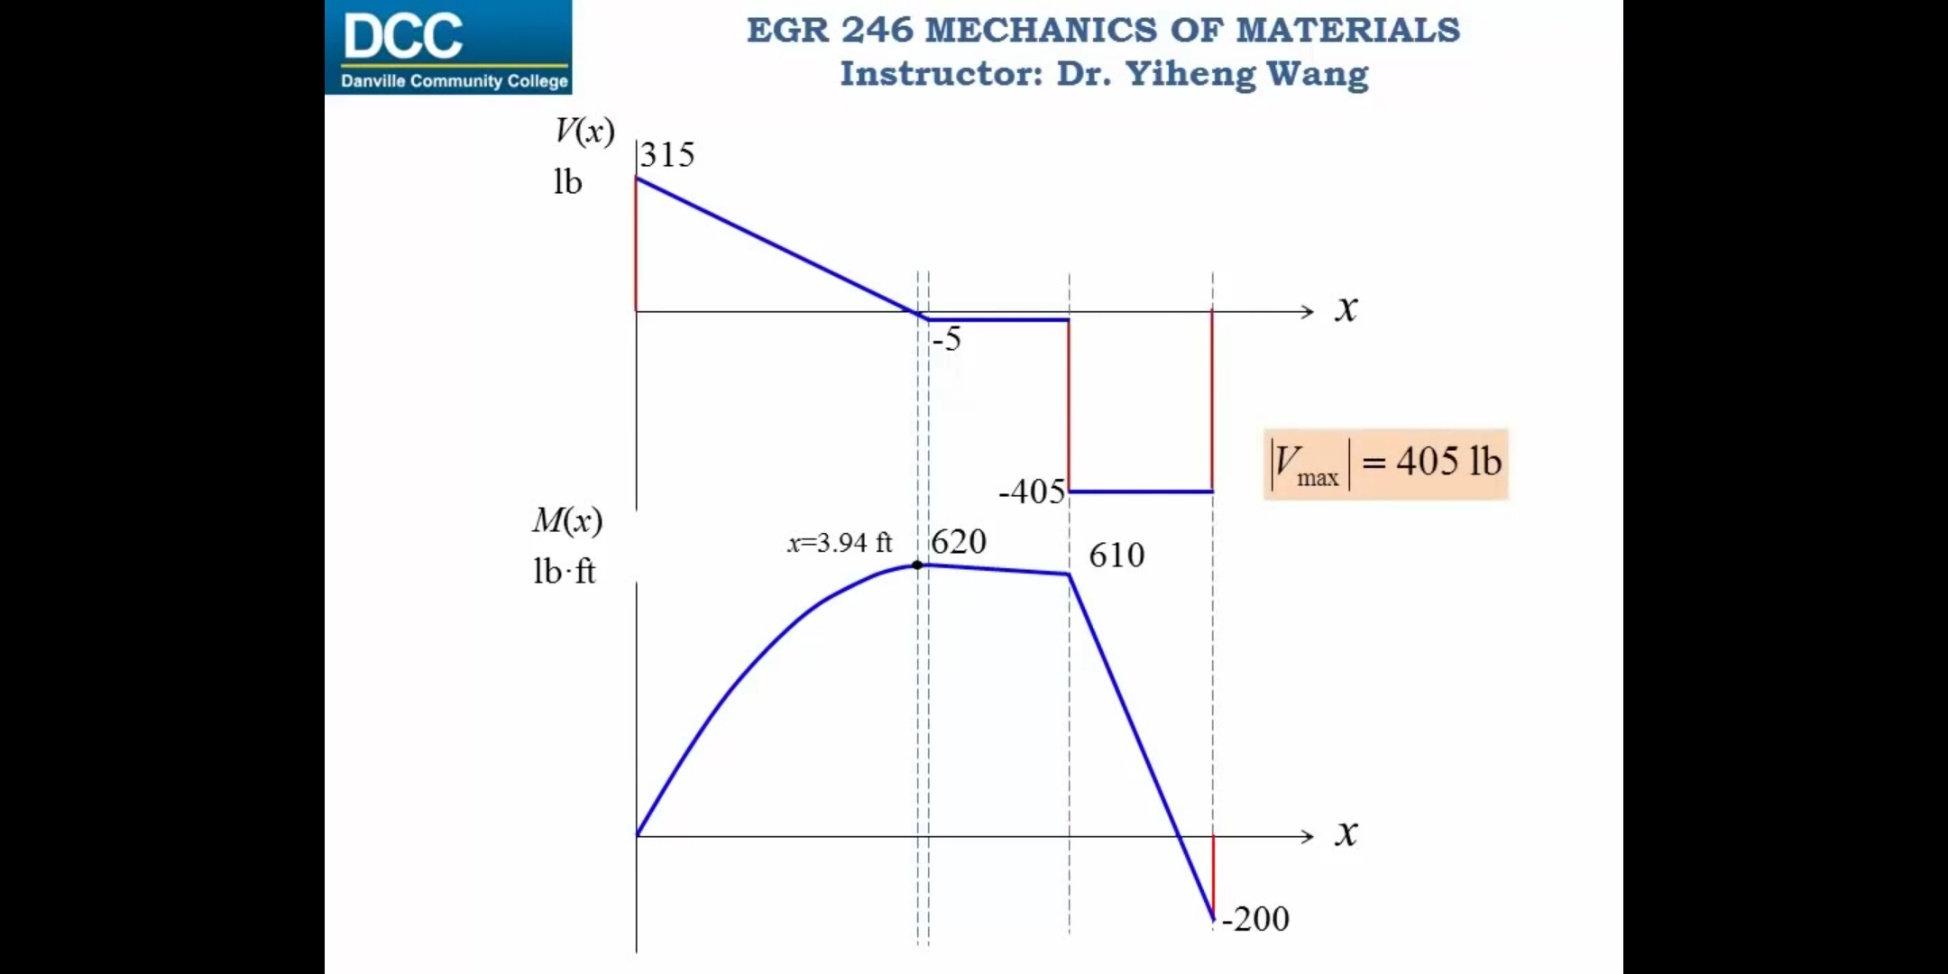 DCC
Danville Community College
EGR 246 MECHANICS OF MATERIALS
Instructor: Dr. Yiheng Wang
V(x)
lb
315
x
-5
-405
|Vmax| = 405 lb
M(x)
lb·ft
x=3.94 ft
620
610
x
-200